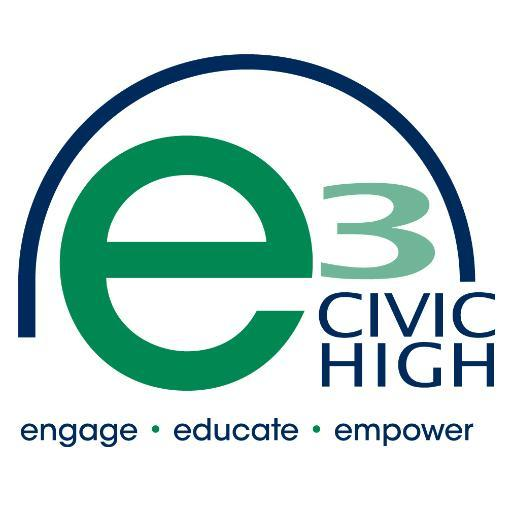 e3
CIVIC
HIGH
engage • educate • empower